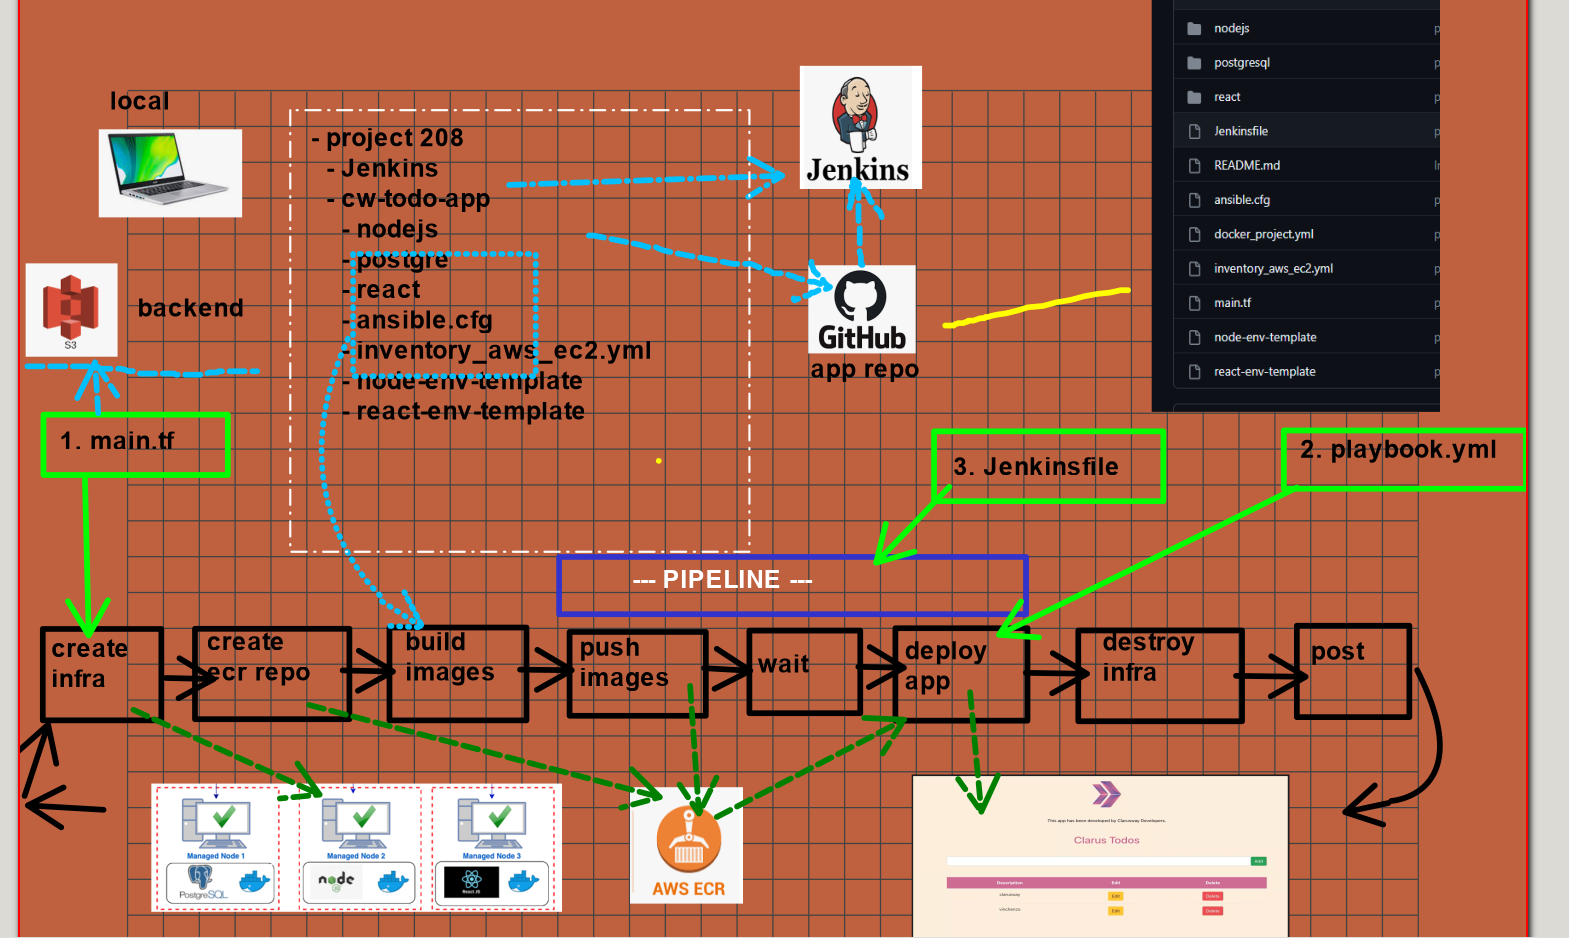 local
- project 208
- Jenkins
- cw-todo-app
- nodejs
- postgre
- react
- ansible.cfg
- inventory_aws_ec2.yml
- node-env-template
- react-env-template
Jenkins
GitHub
app repo
nodejs
postgresql
react
Jenkinsfile
README.md
ansible.cfg
docker_project.yml
inventory_aws_ec2.yml
main.tf
node-env-template
react-env-template
S3
backend
1. main.tf
3. Jenkinsfile
2. playbook.yml
--- PIPELINE ---
create
infra
create
ecr repo
build
images
push
images
wait
deploy
app
destroy
infra
post
Managed Node 1
PostgreSQL
Managed Node 2
node
JS
Managed Node 3
React JS
AWS ECR
This app has been developed by Clarusway Developers.
Clarus Todos
Add
Description Edit Delete
clarusway Edit Delete
Edit Delete